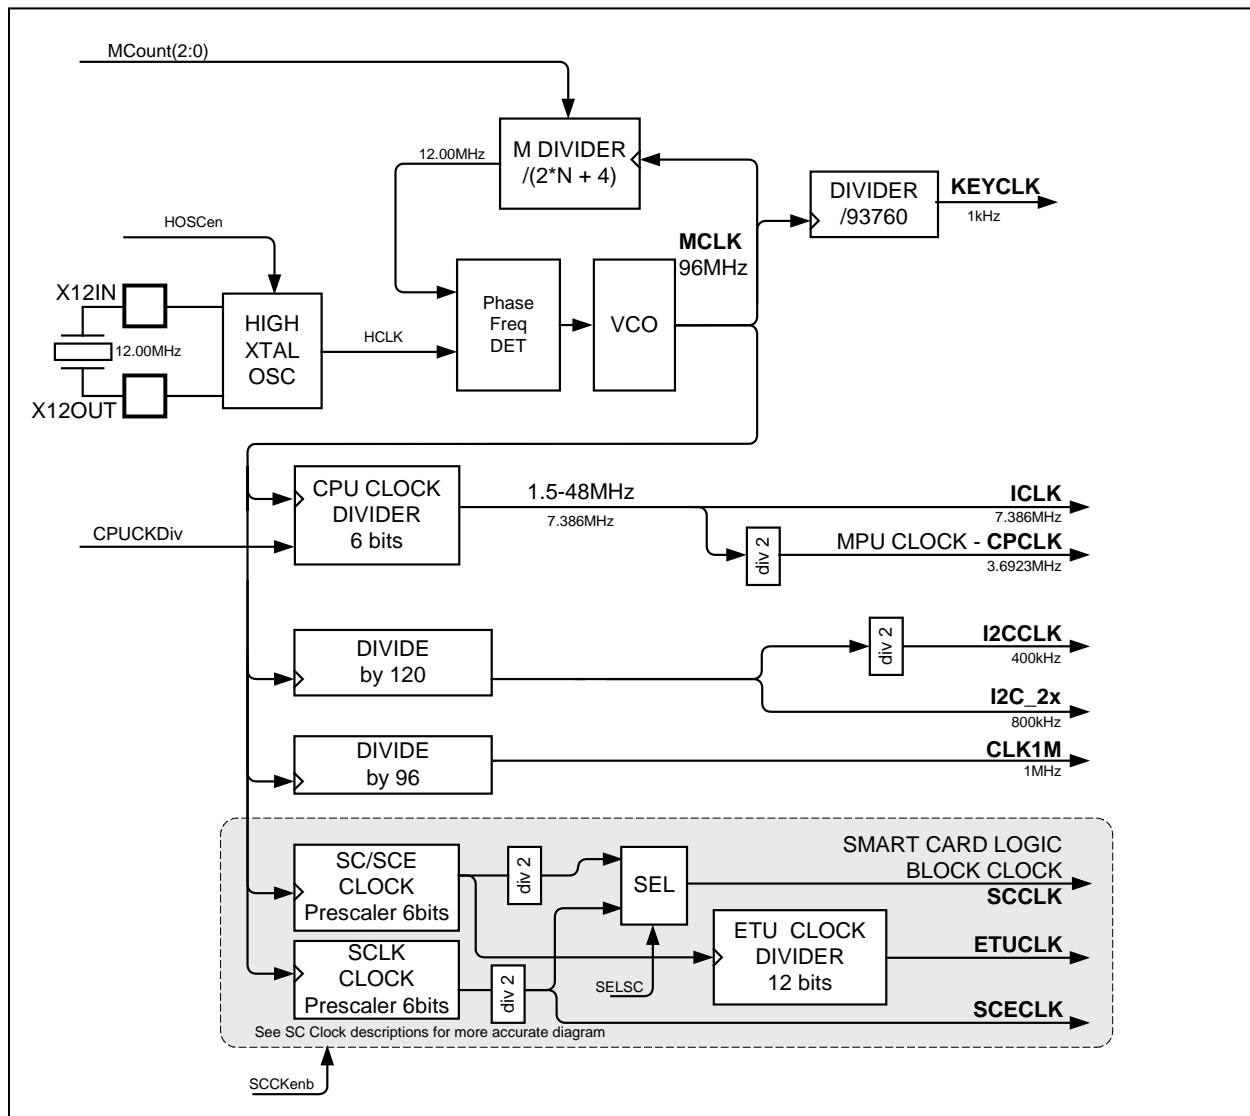 MCount(2:0)
M DIVIDER
/(2*N + 4)
12.00MHz
DIVIDER
/93760
KEYCLK
1kHz
HOSCen
MCLK
96MHz
X12IN
HIGH
XTAL
OSC
12.00MHz
X12OUT
HCLK
Phase
Freq
DET
VCO
CPU CLOCK
DIVIDER
6 bits
CPUCKDiv
1.5-48MHz
7.386MHz
ICLK
7.386MHz
div 2
MPU CLOCK - CPCLK
3.6923MHz
DIVIDE
by 120
div 2
I2CCLK
400kHz
I2C_2x
800kHz
DIVIDE
by 96
CLK1M
1MHz
SC/SCE
CLOCK
Prescaler 6bits
div 2
SEL
SMART CARD LOGIC
BLOCK CLOCK
SCCLK
SCLK
CLOCK
Prescaler 6bits
div 2
SELSC
ETU CLOCK
DIVIDER
12 bits
ETUCLK
SCECLK
See SC Clock descriptions for more accurate diagram
SCCKenb